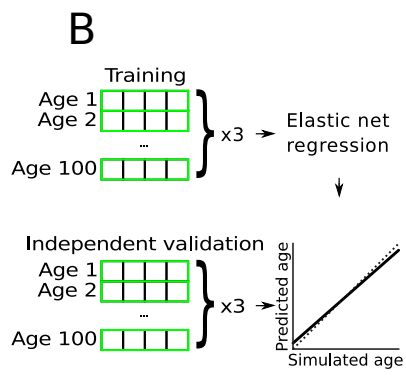 B
Training
Age 1
Age 2
...
Age 100
x3
Elastic net
regression
Independent validation
Age 1
Age 2
...
Age 100
x3
Predicted age
Simulated age